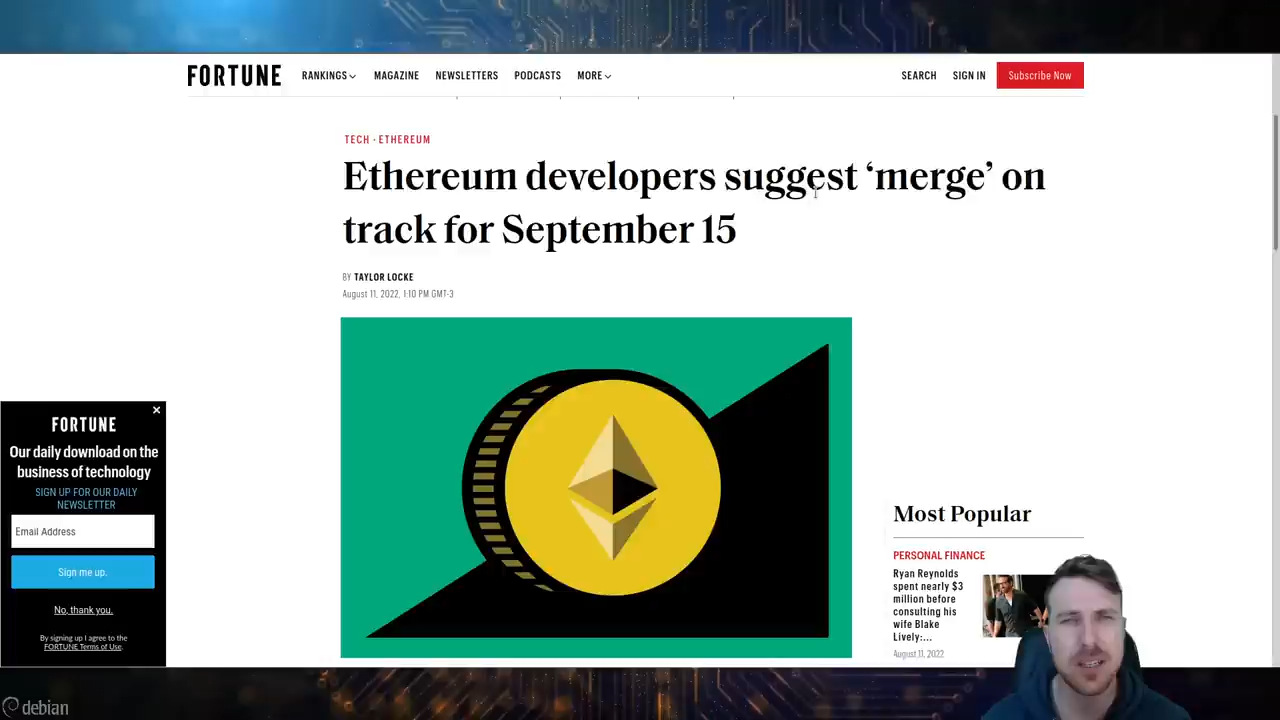 FORTUNE
RANKINGS
MAGAZINE
NEWSLETTERS
PODCASTS
MORE
SEARCH
SIGN IN
Subscribe Now
TECH · ETHEREUM
Ethereum developers suggest ‘merge’ on
track for September 15
BY TAYLOR LOCKE
August 11, 2022, 1:10 PM GMT-3
FORTUNE
Our daily download on the
business of technology
SIGN UP FOR OUR DAILY
NEWSLETTER
Email Address
Sign me up.
No, thank you.
By signing up I agree to the
FORTUNE Terms of Use.
Most Popular
PERSONAL FINANCE
Ryan Reynolds
spent nearly $3
million before
consulting his
wife Blake
Lively:...
August 11, 2022
debian